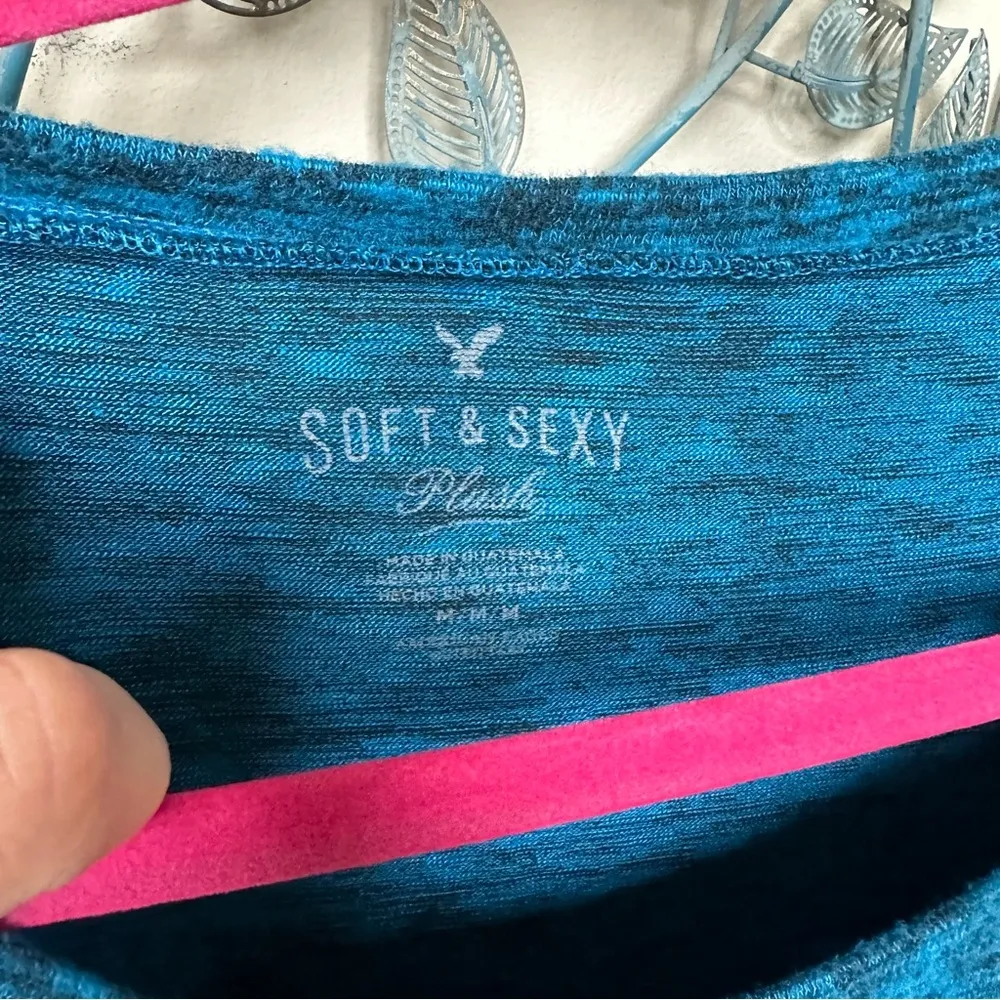 SOFT & SEXY
Plush
MADE IN GUATEMALA
FABRIQUÉ AU GUATEMALA
HECHO EN GUATEMALA
M • M • M